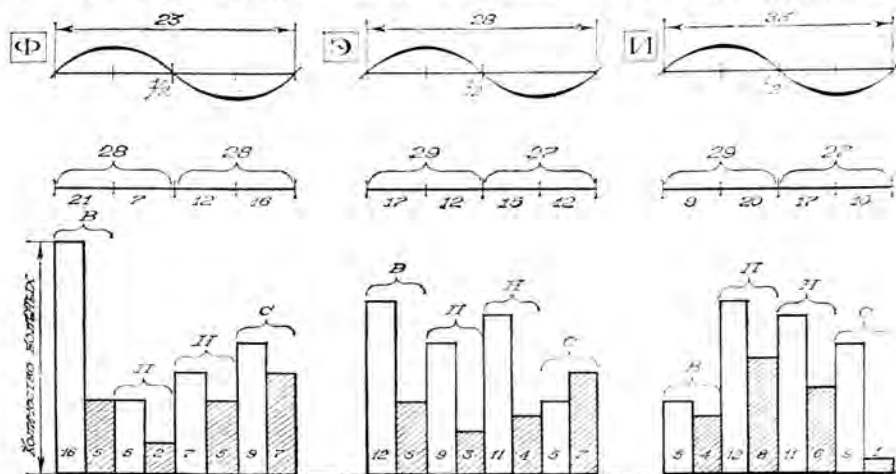 23 28 33
Ф Э И
28 28 29 27 29 27
21 7 12 16 17 12 15 12 9 20 17 10
В В П П
П П П П С
С С
В
Количество
16 5 5 2 7 5 9 7 12 5 9 3 11 4 5 7 5 4 12 8 11 6 9 1